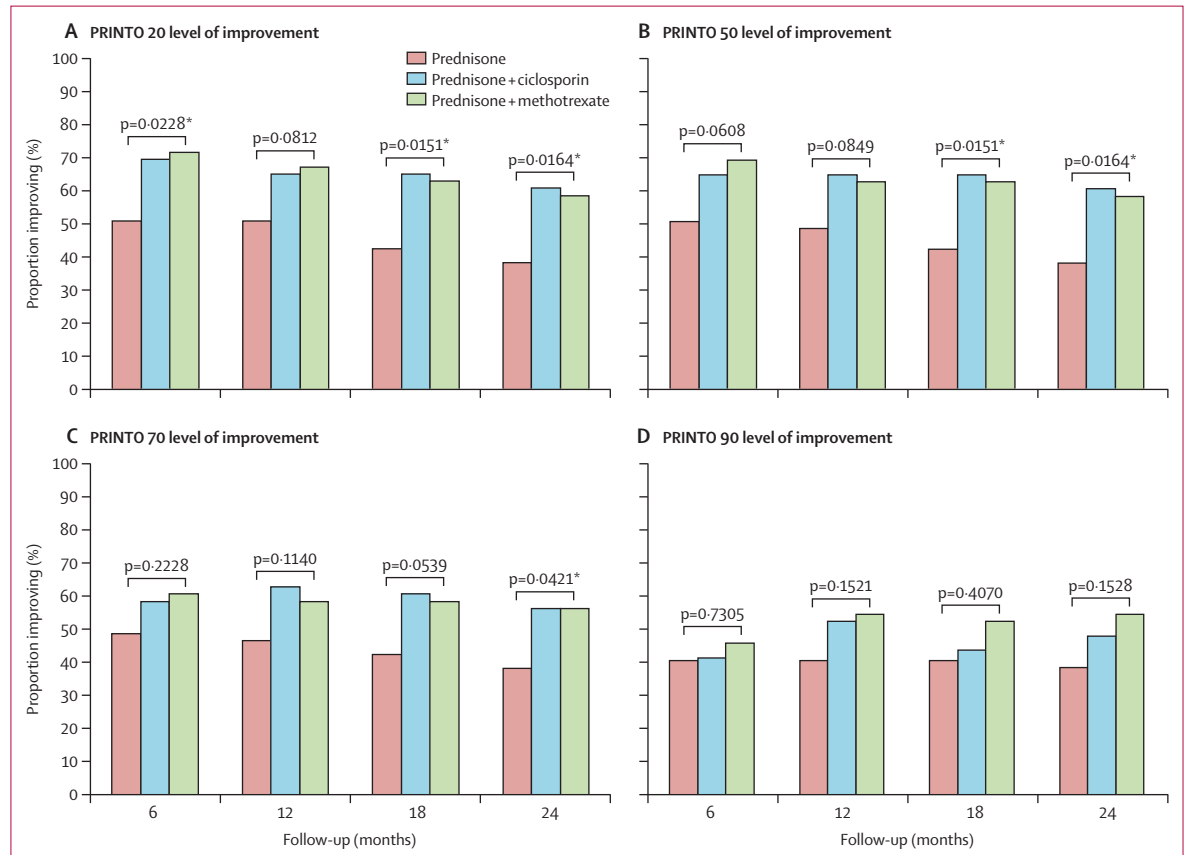 A PRINTO 20 level of improvement
Prednisone
Prednisone+ciclosporin
Prednisone+methotrexate
Proportion improving (%)
100
90
80
70
60
50
40
30
20
10
0
p=0·0228*
p=0·0812
p=0·0151*
p=0·0164*
B PRINTO 50 level of improvement
p=0·0608
p=0·0849
p=0·0151*
p=0·0164*
C PRINTO 70 level of improvement
Proportion improving (%)
100
90
80
70
60
50
40
30
20
10
0
p=0·2228
p=0·1140
p=0·0539
p=0·0421*
6 12 18 24
Follow-up (months)
D PRINTO 90 level of improvement
p=0·7305
p=0·1521
p=0·4070
p=0·1528
6 12 18 24
Follow-up (months)